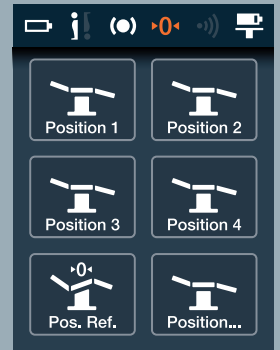 0
Position 1
Position 2
Position 3
Position 4
0
Pos. Ref.
Position...